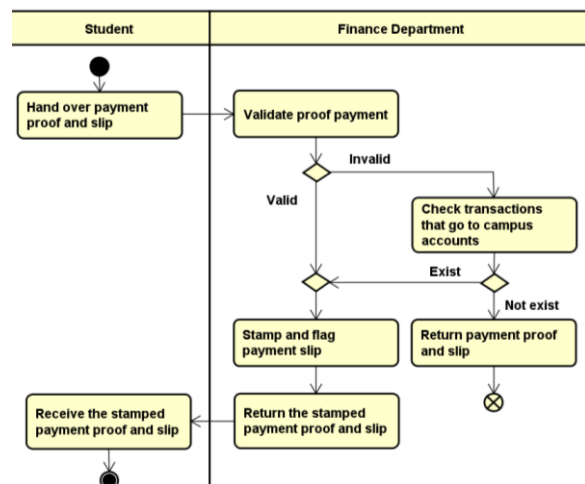 Student
Finance Department
Hand over payment
proof and slip
Validate proof payment
Invalid
Valid
Check transactions
that go to campus
accounts
Exist
Not exist
Stamp and flag
payment slip
Return payment proof
and slip
Receive the stamped
payment proof and slip
Return the stamped
payment proof and slip